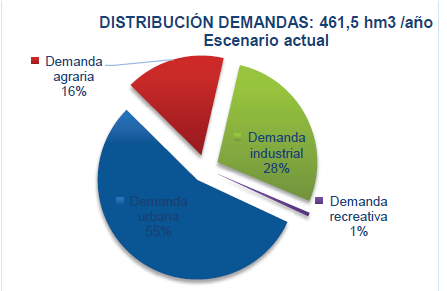 DISTRIBUCIÓN DEMANDAS: 461,5 hm3 /año
Escenario actual
Demanda
agraria
16%
Demanda
industrial
28%
Demanda
recreativa
1%
Demanda
urbana
55%